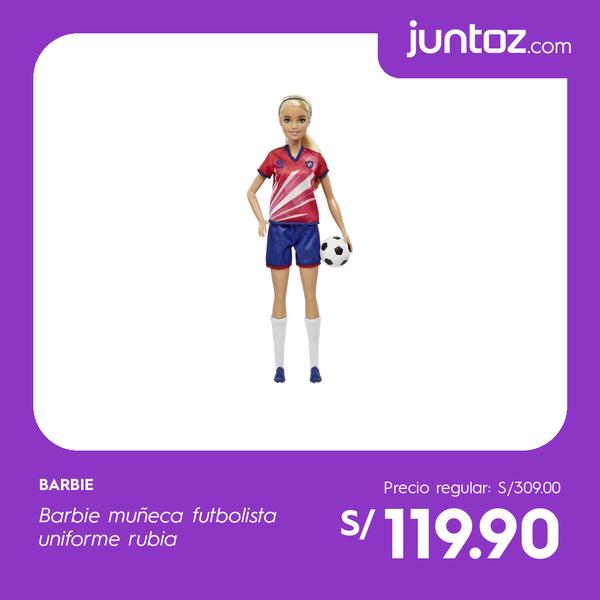 juntoz.com
BARBIE
Barbie muñeca futbolista
uniforme rubia
Precio regular: S/309.00
S/119.90